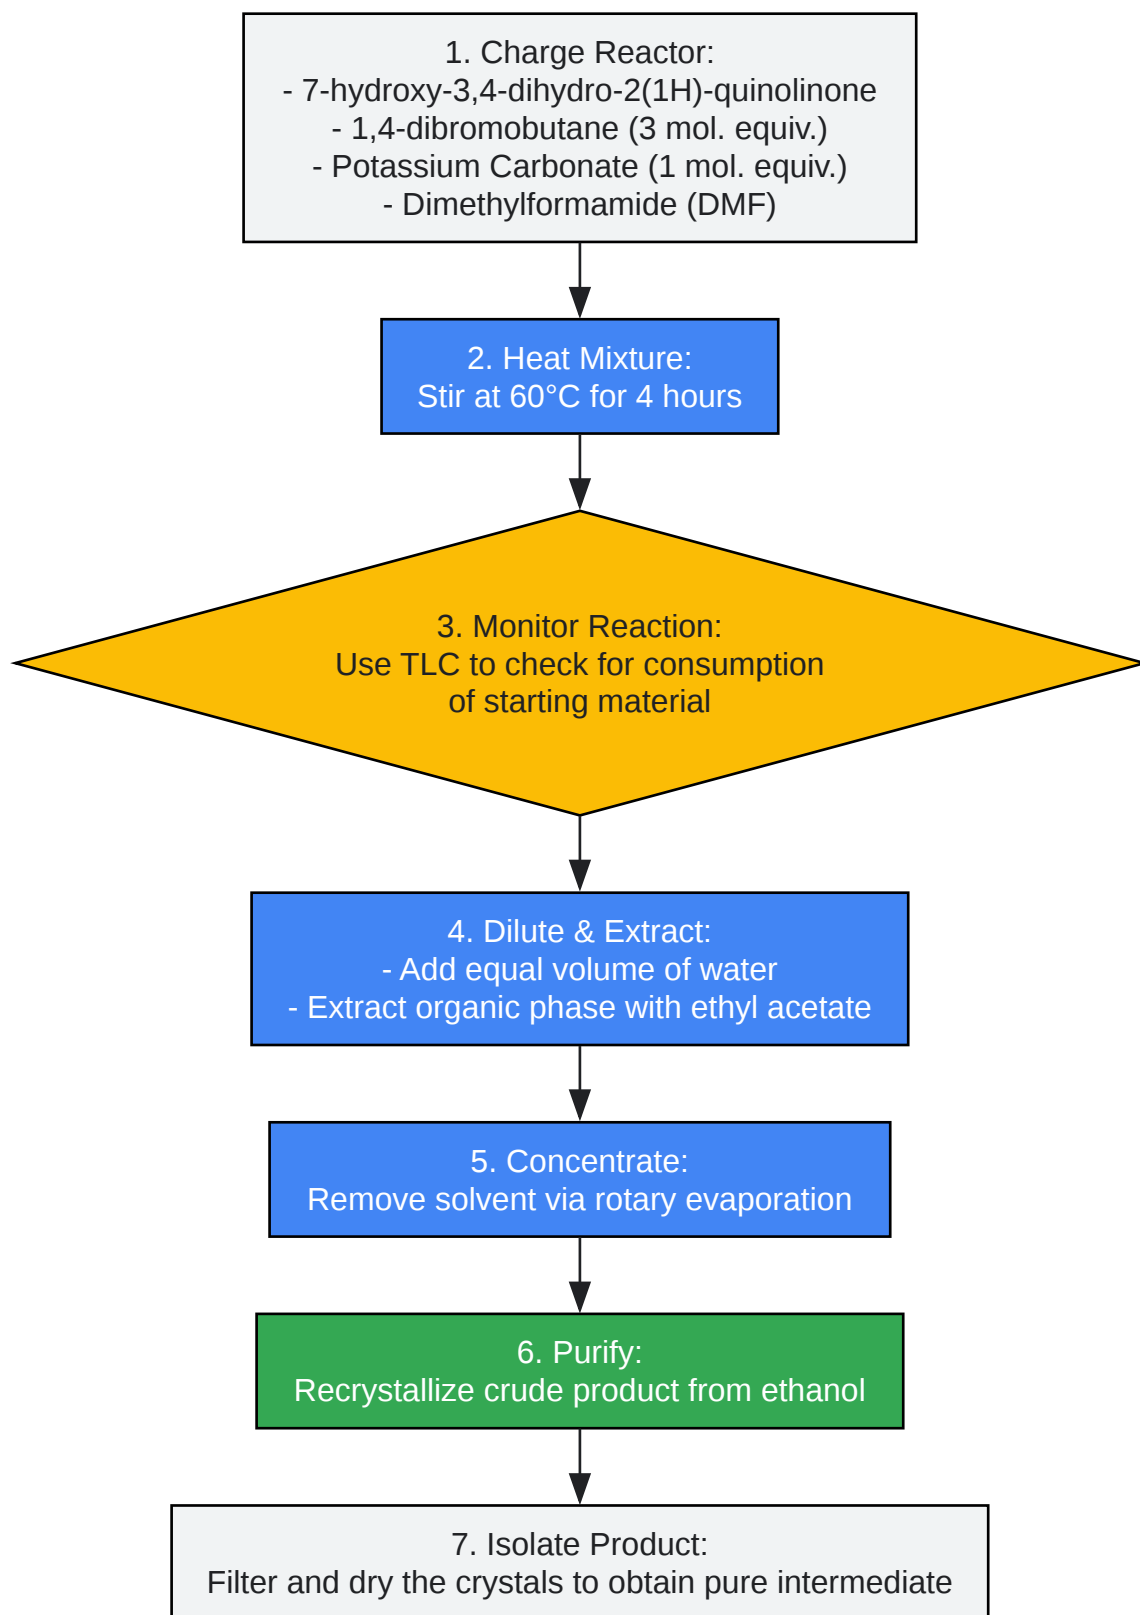 1. Charge Reactor:
- 7-hydroxy-3,4-dihydro-2(1H)-quinolinone
- 1,4-dibromobutane (3 mol. equiv.)
- Potassium Carbonate (1 mol. equiv.)
- Dimethylformamide (DMF)
2. Heat Mixture:
Stir at 60°C for 4 hours
3. Monitor Reaction:
Use TLC to check for consumption
of starting material
4. Dilute & Extract:
- Add equal volume of water
- Extract organic phase with ethyl acetate
5. Concentrate:
Remove solvent via rotary evaporation
6. Purify:
Recrystallize crude product from ethanol
7. Isolate Product:
Filter and dry the crystals to obtain pure intermediate